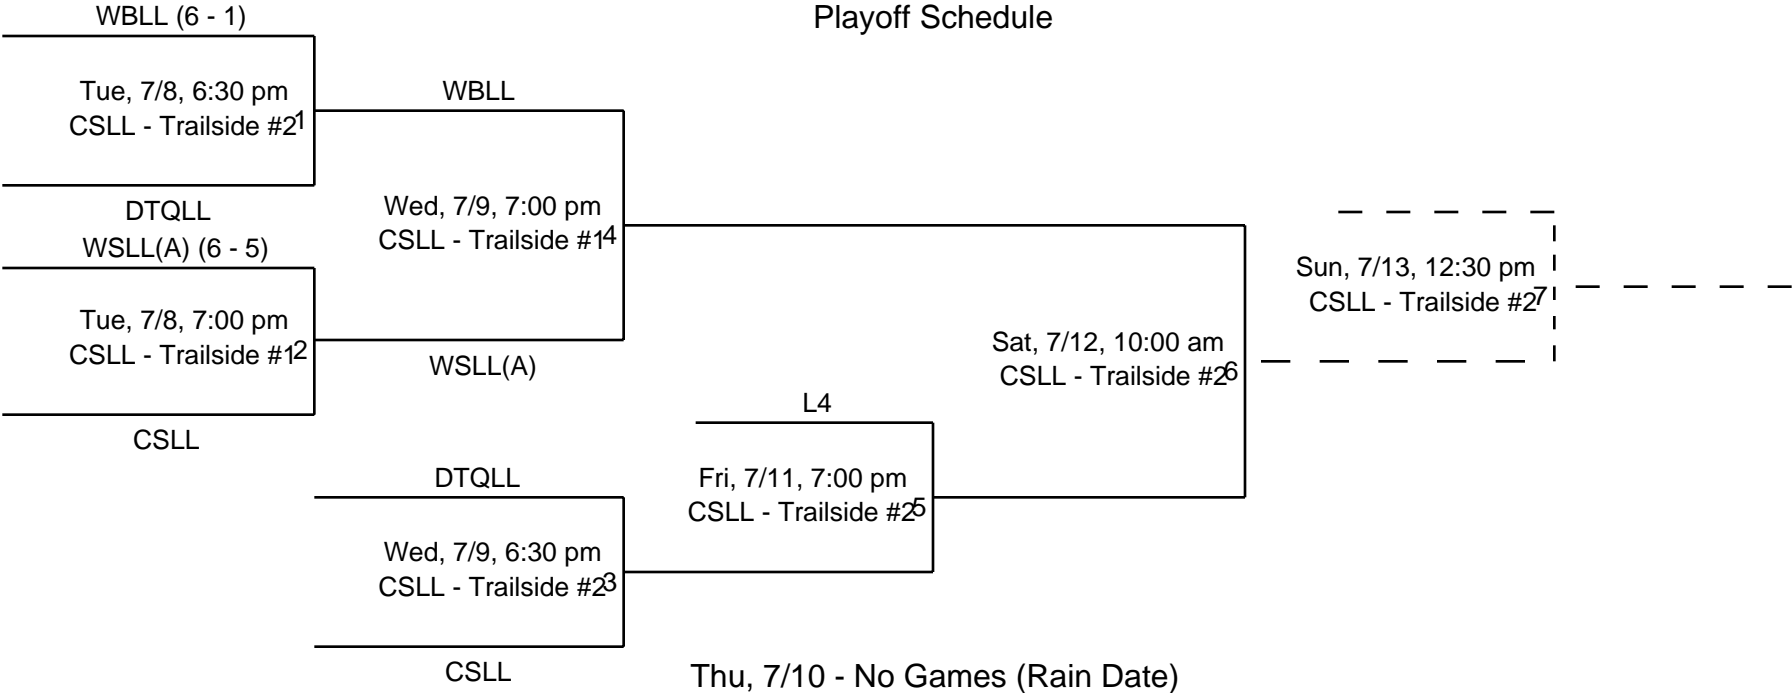 Playoff Schedule
WBLL (6 - 1)
Tue, 7/8, 6:30 pm
CSLL - Trailside #2 1
DTQLL
WSLL(A) (6 - 5)
Tue, 7/8, 7:00 pm
CSLL - Trailside #1 2
CSLL
WBLL
Wed, 7/9, 7:00 pm
CSLL - Trailside #1 4
WSLL(A)
DTQLL
Wed, 7/9, 6:30 pm
CSLL - Trailside #2 3
CSLL
L4
Fri, 7/11, 7:00 pm
CSLL - Trailside #2 5
Sat, 7/12, 10:00 am
CSLL - Trailside #2 6
Sun, 7/13, 12:30 pm
CSLL - Trailside #2 7
Thu, 7/10 - No Games (Rain Date)